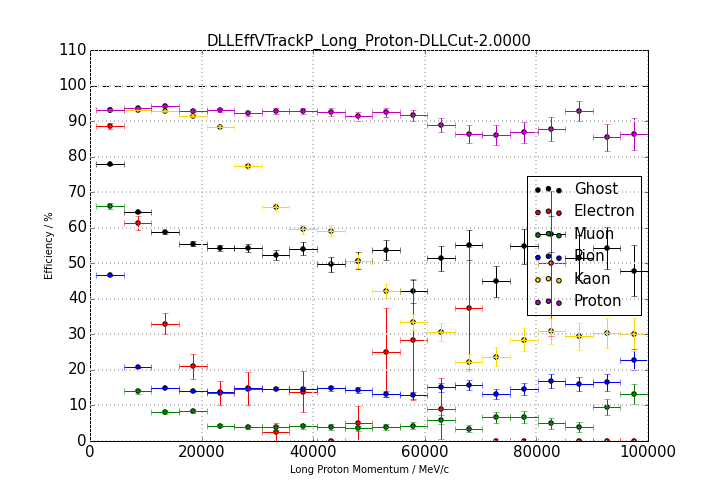 DLLEffVTrackP_Long_Proton-DLLCut-2.0000
110
100
90
80
70
60
50
40
30
20
10
0
Efficiency / %
Ghost
Electron
Muon
Pion
Kaon
Proton
0 20000 40000 60000 80000 100000
Long Proton Momentum / MeV/c